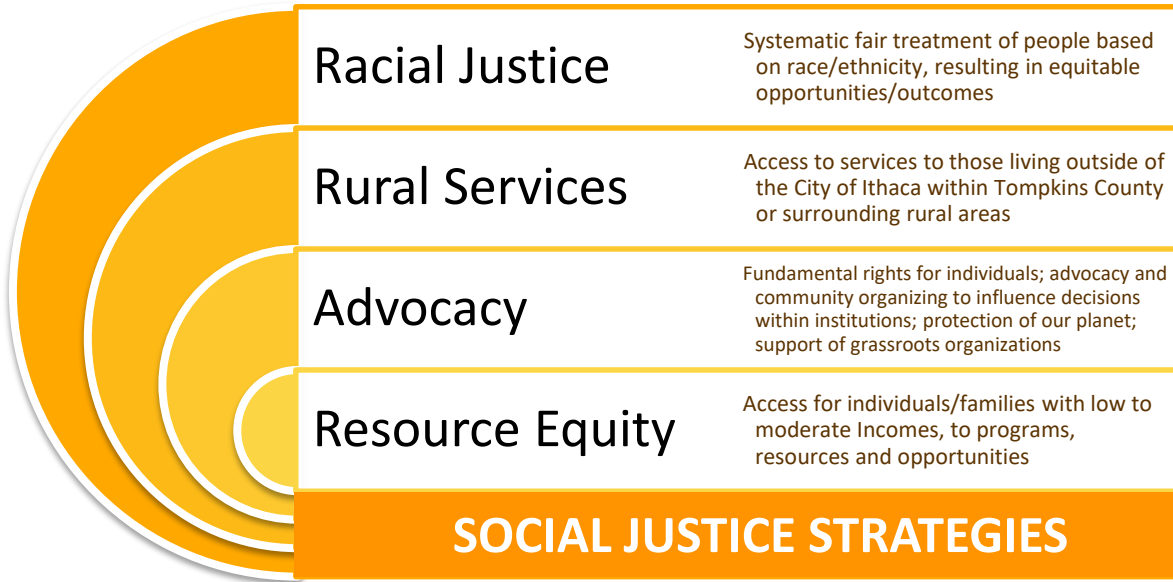 Racial Justice
Systematic fair treatment of people based
on race/ethnicity, resulting in equitable
opportunities/outcomes
Rural Services
Access to services to those living outside of
the City of Ithaca within Tompkins County
or surrounding rural areas
Advocacy
Fundamental rights for individuals; advocacy and
community organizing to influence decisions
within institutions; protection of our planet;
support of grassroots organizations
Resource Equity
Access for individuals/families with low to
moderate Incomes, to programs,
resources and opportunities
SOCIAL JUSTICE STRATEGIES